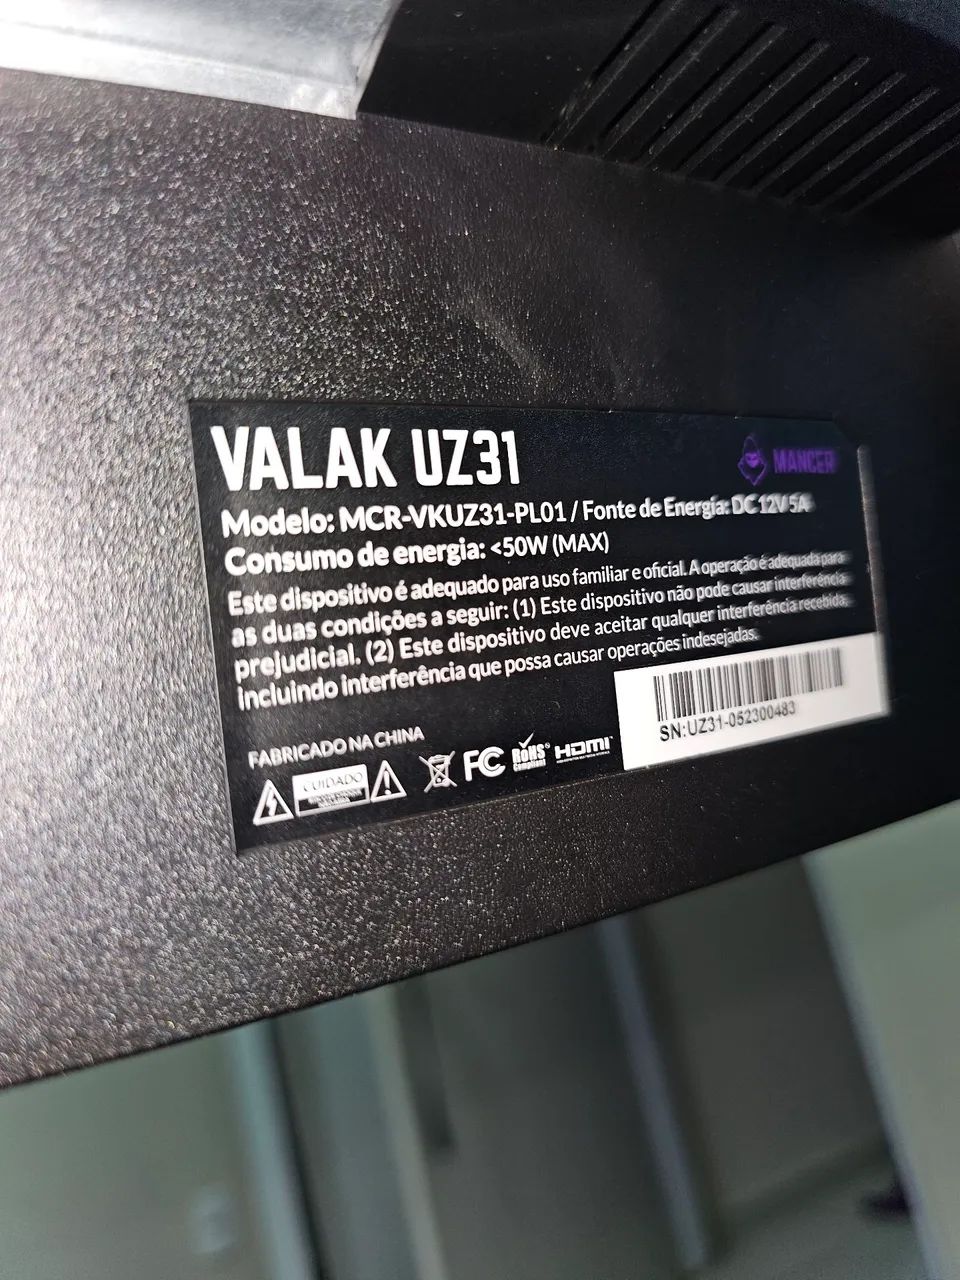 VALAK UZ31
MANCER
Modelo: MCR-VKUZ31-PL01 / Fonte de Energia: DC 12V 5A
Consumo de energia: <50W (MAX)
Este dispositivo é adequado para uso familiar e oficial. A operação é adequada para
as duas condições a seguir: (1) Este dispositivo não pode causar interferência
prejudicial. (2) Este dispositivo deve aceitar qualquer interferência recebida,
incluindo interferência que possa causar operações indesejadas.
SN:UZ31-052300483
FABRICADO NA CHINA
CUIDADO
FC
RoHS
Compliant
HDMI